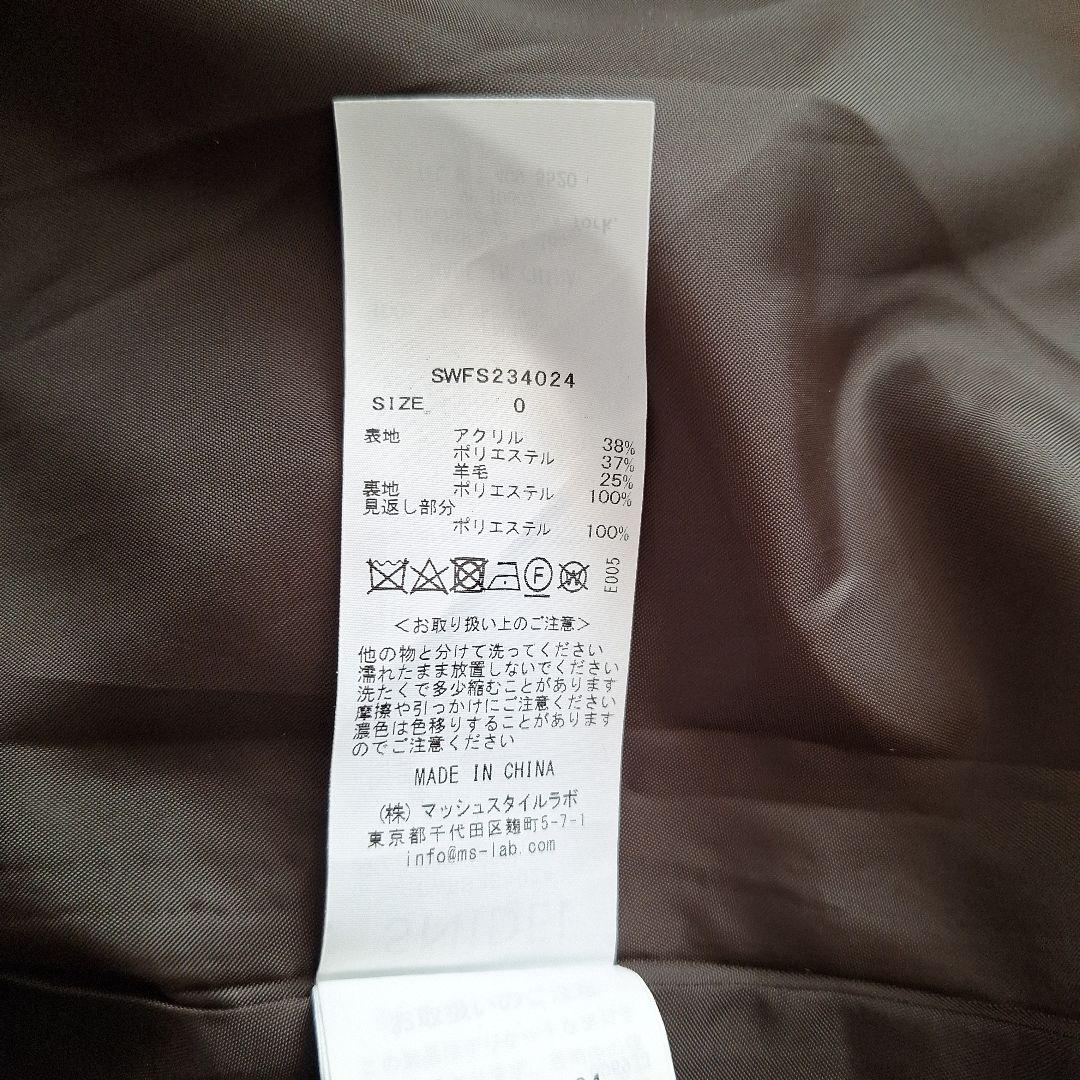 SWFS234024
SIZE 0
表地 アクリル 38%
ポリエステル 37%
羊毛 25%
裏地 ポリエステル 100%
見返し部分
ポリエステル 100%
F W E005
＜お取り扱い上のご注意＞
他の物と分けて洗ってください
濡れたまま放置しないでください
洗たくで多少縮むことがあります
摩擦や引っかけにご注意ください
濃色は色移りすることがあります
のでご注意ください
MADE IN CHINA
(株) マッシュスタイルラボ
東京都千代田区麹町5-7-1
info@ms-lab.com